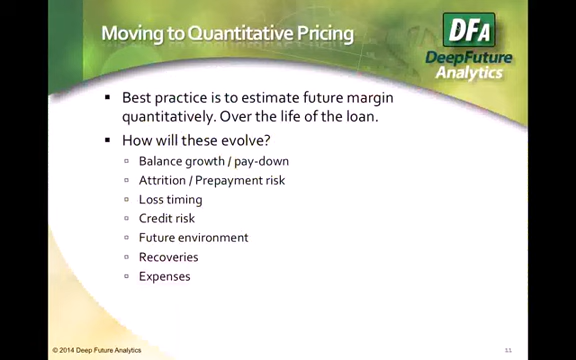 Moving to Quantitative Pricing
DFA
DeepFuture
Analytics
▪ Best practice is to estimate future margin
quantitatively. Over the life of the loan.
▪ How will these evolve?
▫ Balance growth / pay-down
▫ Attrition / Prepayment risk
▫ Loss timing
▫ Credit risk
▫ Future environment
▫ Recoveries
▫ Expenses
© 2014 Deep Future Analytics
11